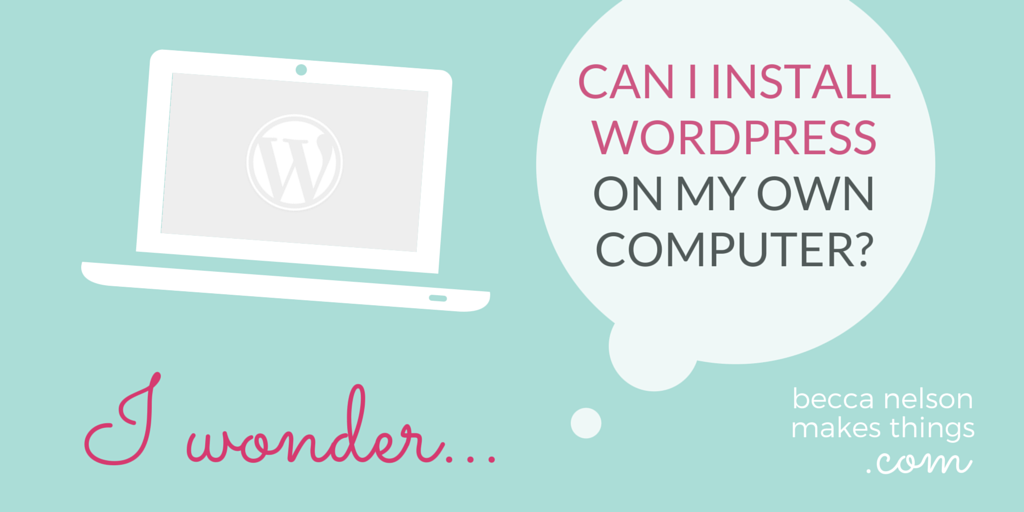 CAN I INSTALL
WORDPRESS
ON MY OWN
COMPUTER?
I wonder...
becca nelson
makes things
.com